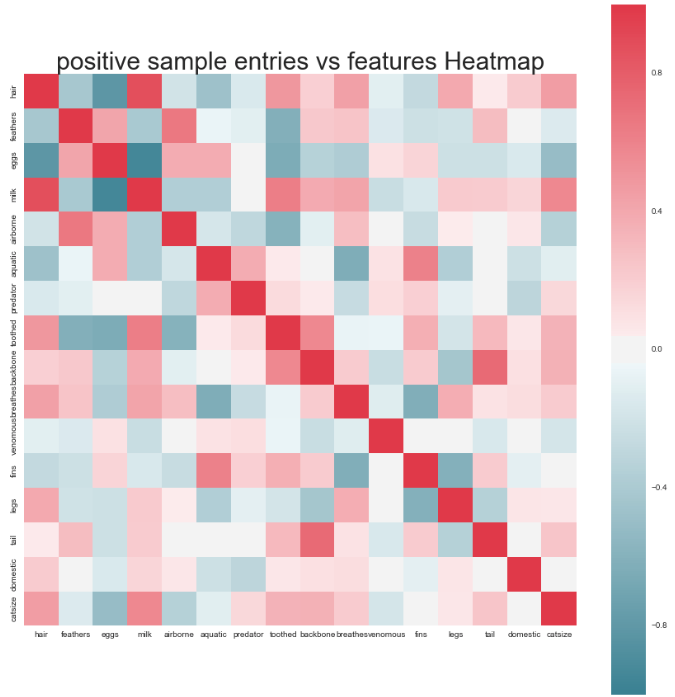 positive sample entries vs features Heatmap
hair
feathers
eggs
milk
airborne
aquatic
predator
toothed
backbone
breathes
venomous
fins
legs
tail
domestic
catsize
hair feathers eggs milk airborne aquatic predator toothed backbone breathes venomous fins legs tail domestic catsize
0.8
0.4
0.0
−0.4
−0.8